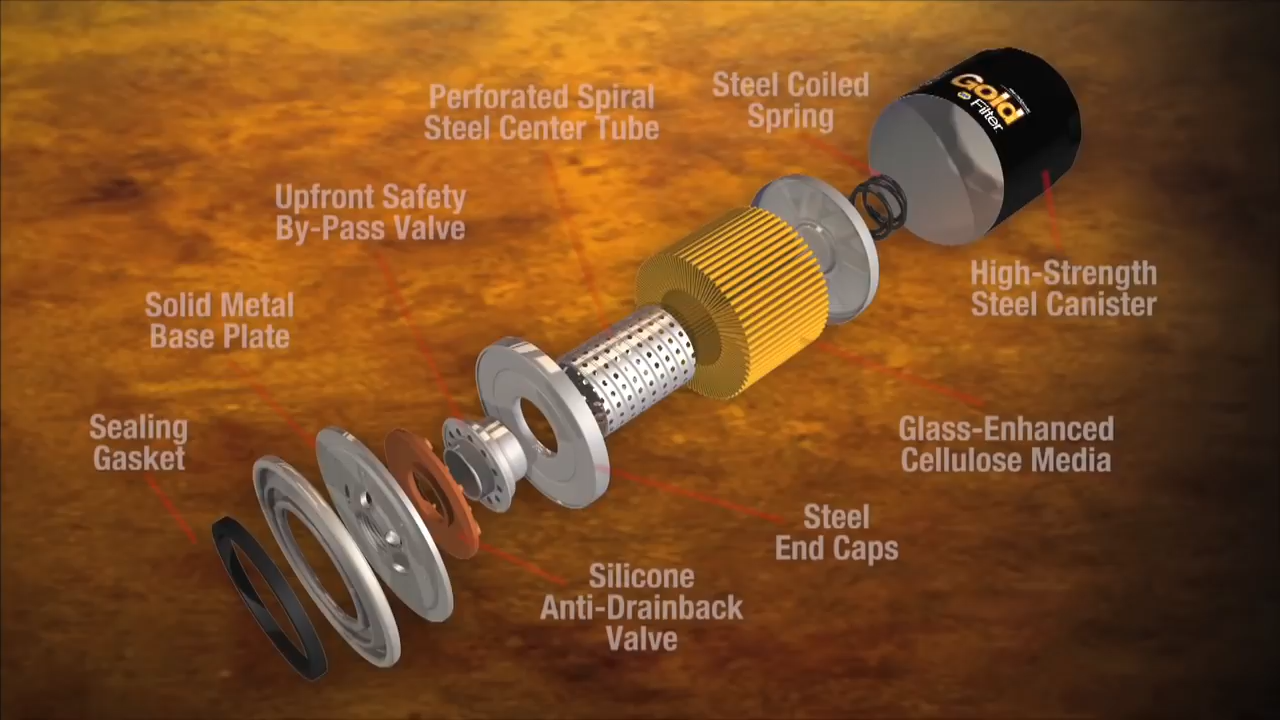 Perforated Spiral
Steel Center Tube
Steel Coiled
Spring
Gold
Filter
Upfront Safety
By-Pass Valve
High-Strength
Steel Canister
Solid Metal
Base Plate
Sealing
Gasket
Glass-Enhanced
Cellulose Media
Steel
End Caps
Silicone
Anti-Drainback
Valve